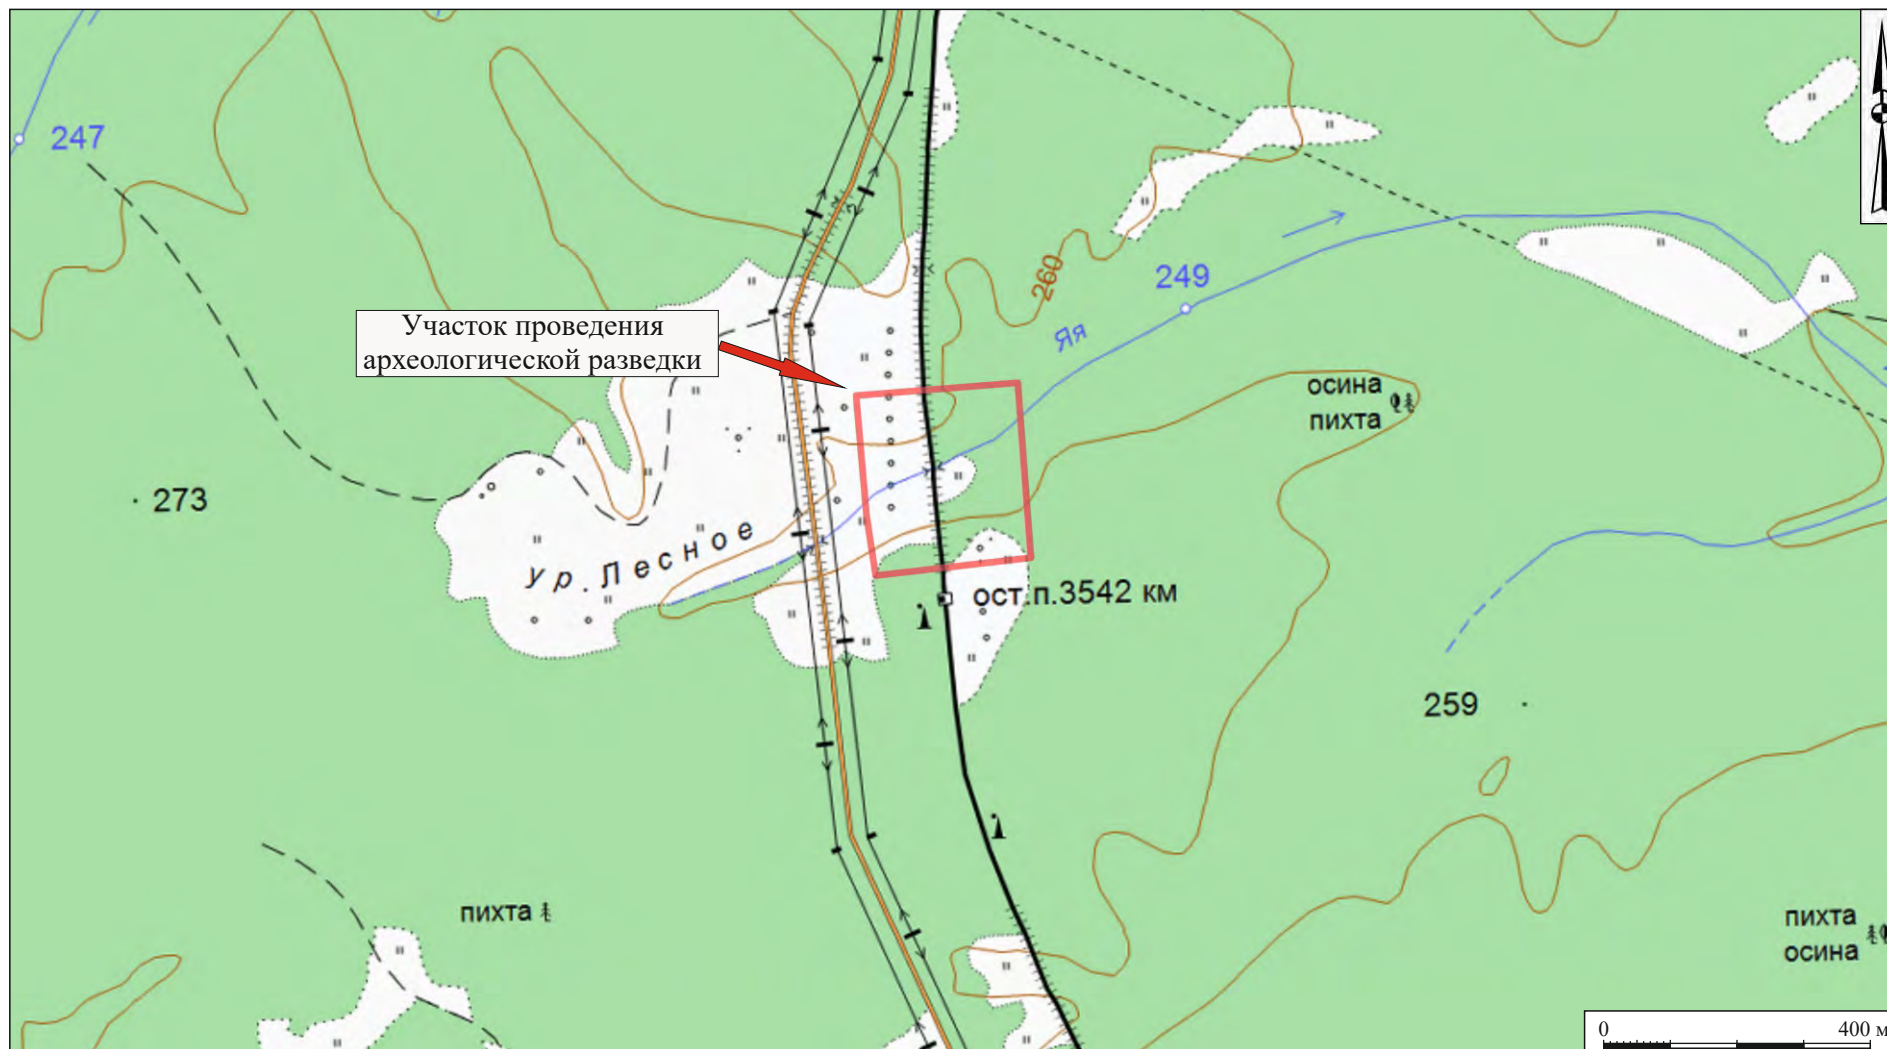 247
249
260
Яя
Участок проведения
археологической разведки
осина
пихта
273
ур. Лесное
ост.п.3542 км
259
пихта
пихта
осина
0 400 м